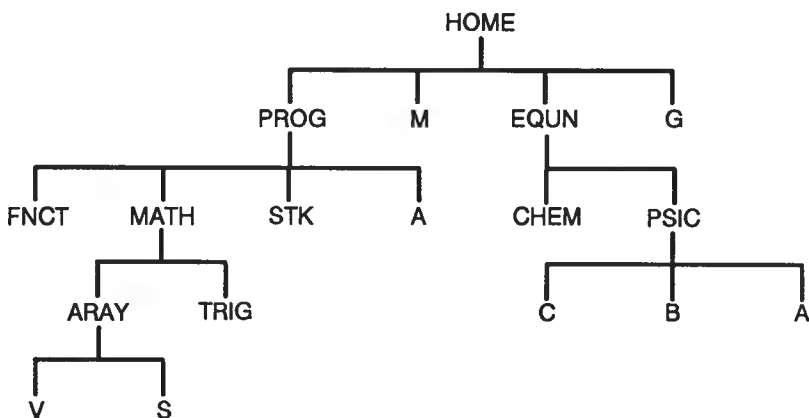 HOME
PROG M EQUN G
FNCT MATH STK A CHEM PSIC
ARAY TRIG C B A
V S